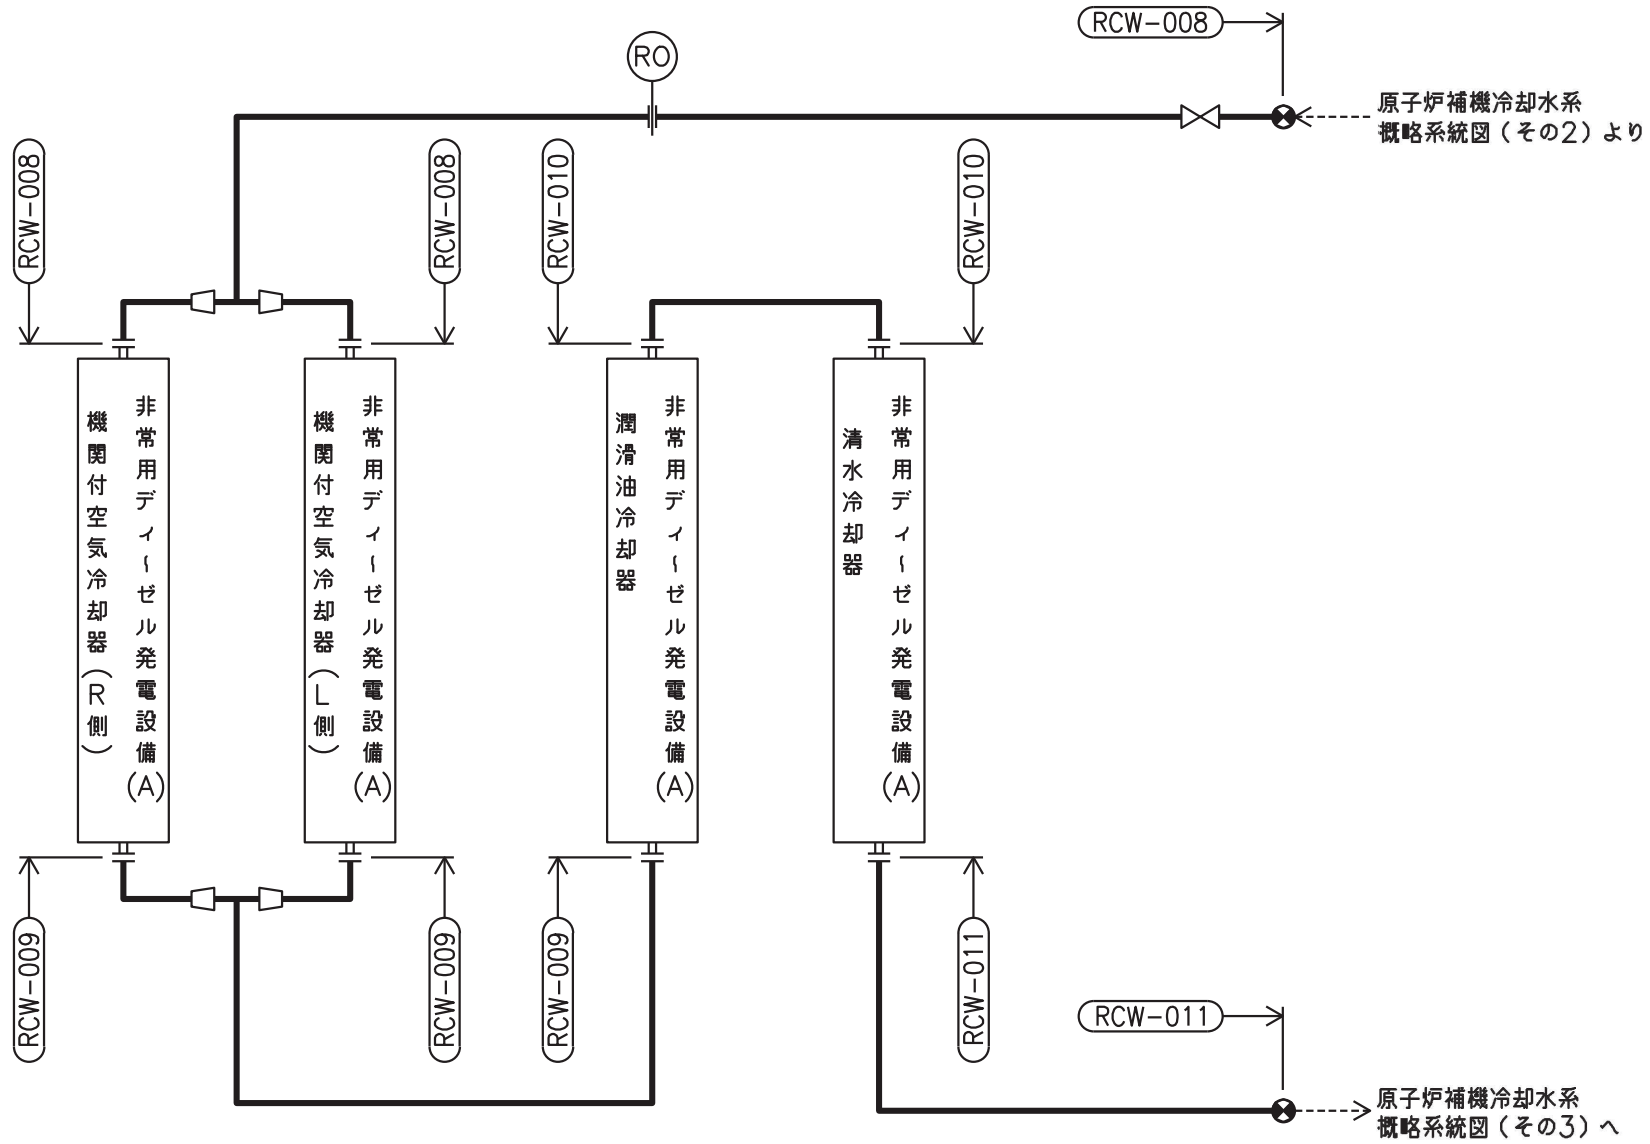 RCW-008
RO
原子炉補機冷却水系
概略系統図（その2）より
RCW-008
RCW-008
RCW-010
RCW-010
非常用ディーゼル発電設備(A)
機関付空気冷却器(R側)
非常用ディーゼル発電設備(A)
機関付空気冷却器(L側)
非常用ディーゼル発電設備(A)
潤滑油冷却器
非常用ディーゼル発電設備(A)
清水冷却器
RCW-009
RCW-009
RCW-009
RCW-011
RCW-011
原子炉補機冷却水系
概略系統図（その3）へ